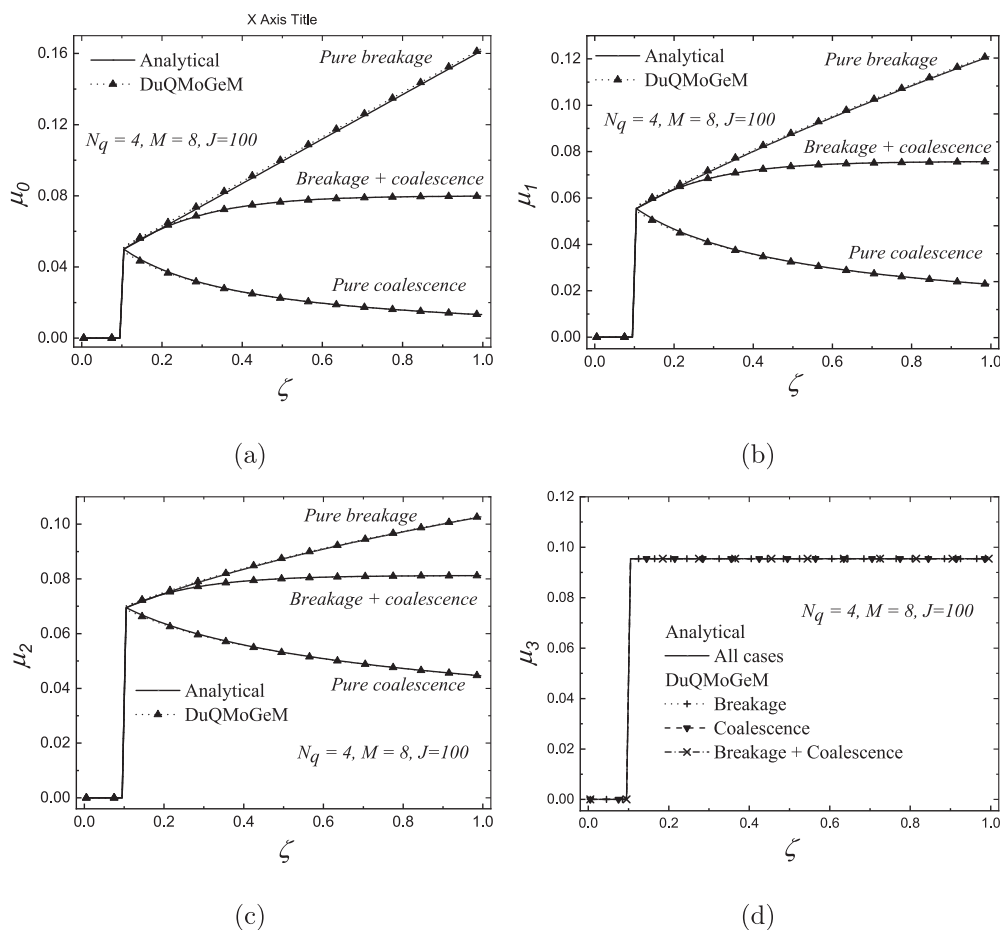 X Axis Title
0.16
0.12
0.08
0.04
0.00
μ0
Analytical
DuQMoGeM
Nq = 4, M = 8, J=100
Pure breakage
Breakage + coalescence
Pure coalescence
0.0 0.2 0.4 0.6 0.8 1.0
ζ
(a)
0.12
0.10
0.08
0.06
0.04
0.02
0.00
μ1
Analytical
DuQMoGeM
Nq = 4, M = 8, J=100
Pure breakage
Breakage + coalescence
Pure coalescence
0.0 0.2 0.4 0.6 0.8 1.0
ζ
(b)
0.10
0.08
0.06
0.04
0.02
0.00
μ2
Pure breakage
Breakage + coalescence
Pure coalescence
Analytical
DuQMoGeM
Nq = 4, M = 8, J=100
0.0 0.2 0.4 0.6 0.8 1.0
ζ
(c)
0.12
0.10
0.08
0.06
0.04
0.02
0.00
μ3
Nq = 4, M = 8, J=100
Analytical
All cases
DuQMoGeM
Breakage
Coalescence
Breakage + Coalescence
0.0 0.2 0.4 0.6 0.8 1.0
ζ
(d)